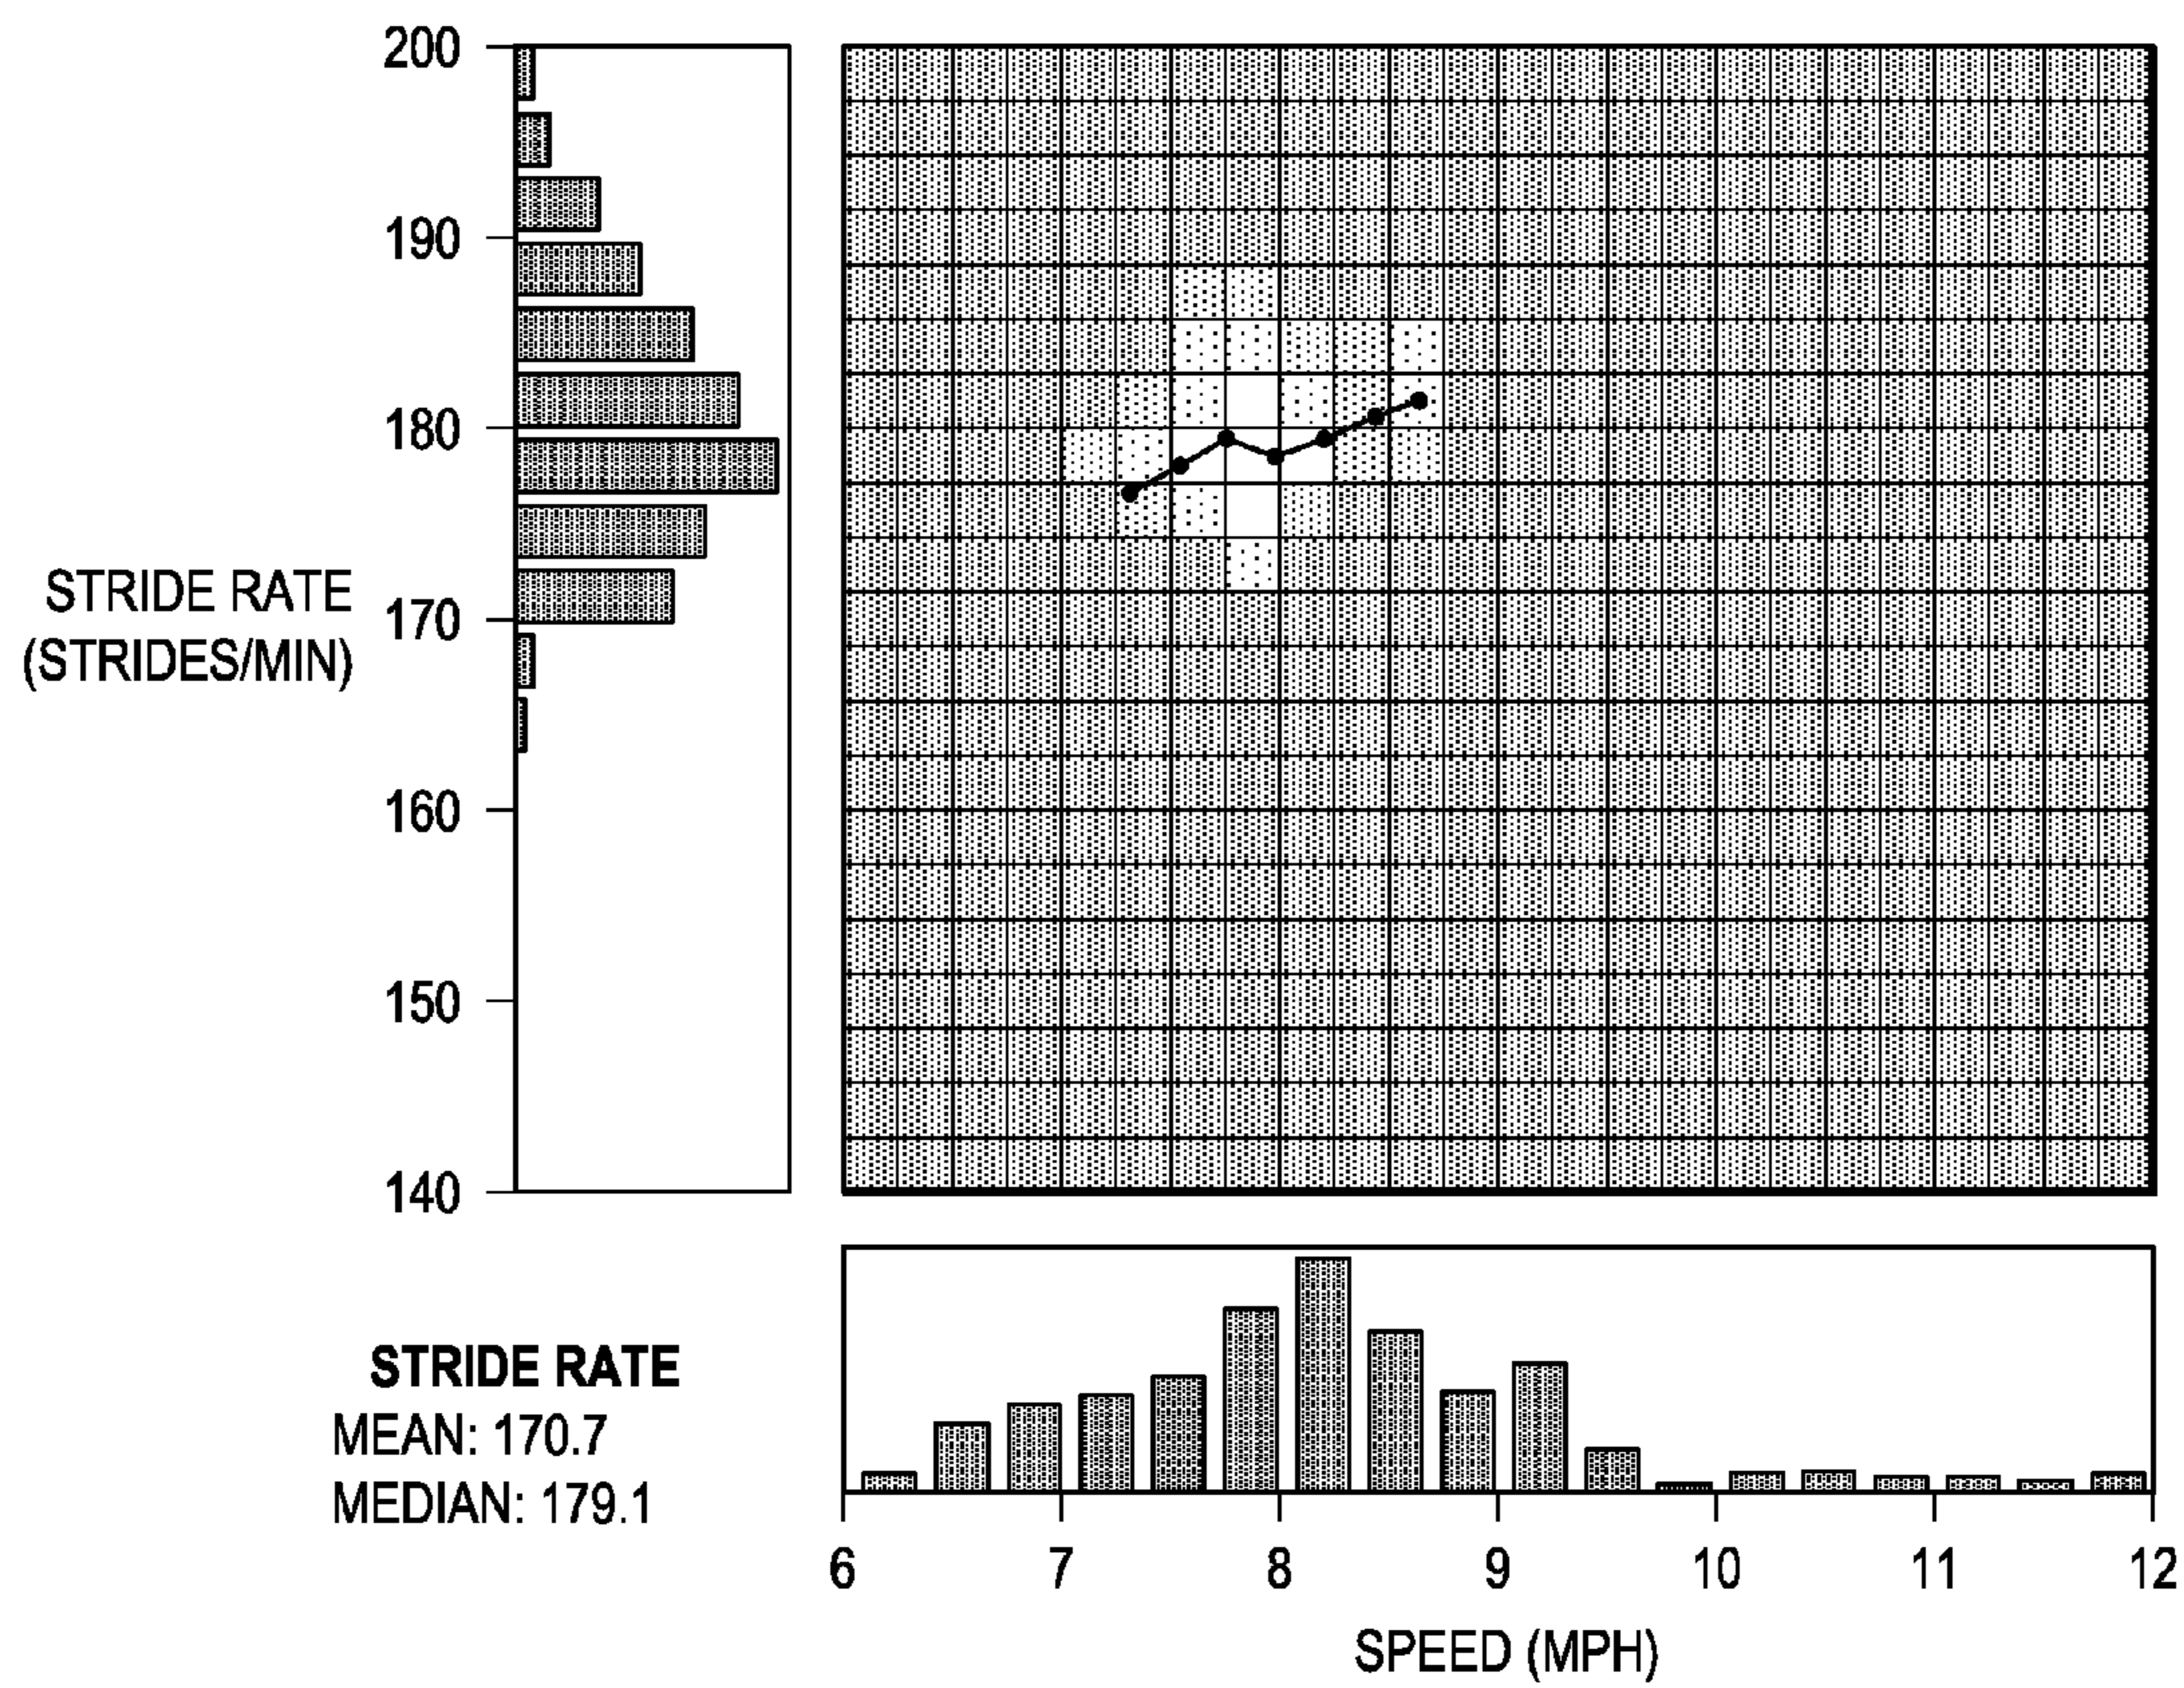 200
190
180
170
160
150
140
STRIDE RATE
(STRIDES/MIN)
STRIDE RATE
MEAN: 170.7
MEDIAN: 179.1
6 7 8 9 10 11 12
SPEED (MPH)